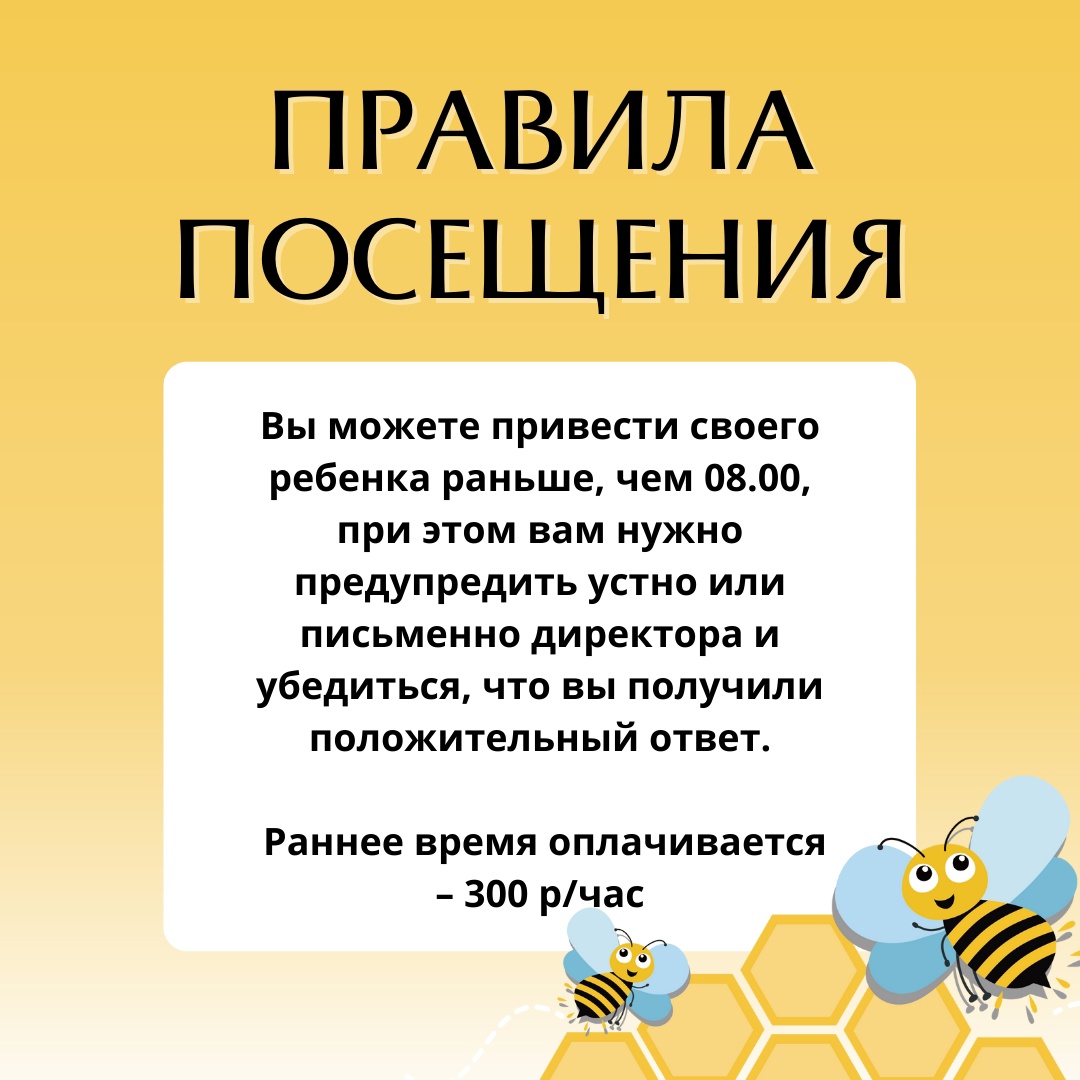 ПРАВИЛА
ПОСЕЩЕНИЯ
Вы можете привести своего
ребенка раньше, чем 08.00,
при этом вам нужно
предупредить устно или
письменно директора и
убедиться, что вы получили
положительный ответ.
Раннее время оплачивается
– 300 р/час